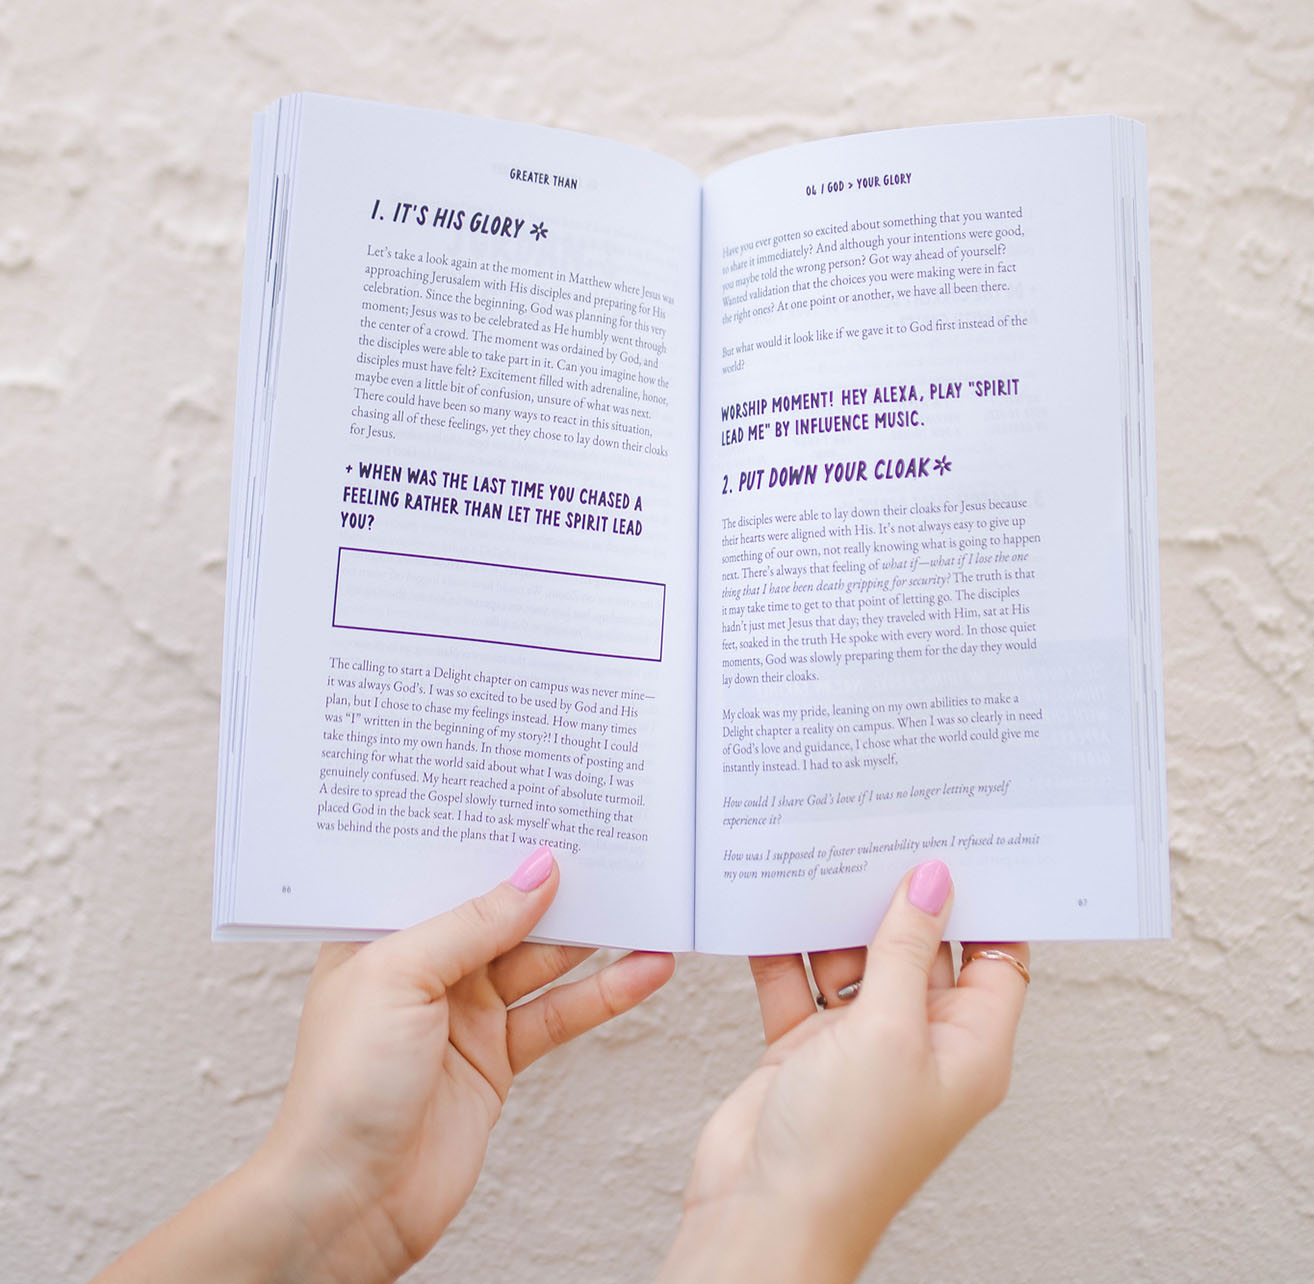 GREATER THAN
1. IT'S HIS GLORY *
Let's take a look again at the moment in Matthew where Jesus was
approaching Jerusalem with His disciples and preparing for His
celebration. Since the beginning, God was planning for this very
moment; Jesus was to be celebrated as He humbly went through
the center of a crowd. The moment was ordained by God, and
the disciples were able to take part in it. Can you imagine how the
disciples must have felt? Excitement filled with adrenaline, honor,
maybe even a little bit of confusion, unsure of what was next.
There could have been so many ways to react in this situation,
chasing all of these feelings, yet they chose to lay down their cloaks
for Jesus.
+ WHEN WAS THE LAST TIME YOU CHASED A
FEELING RATHER THAN LET THE SPIRIT LEAD
YOU?
The calling to start a Delight chapter on campus was never mine—
it was always God's. I was so excited to be used by God and His
plan, but I chose to chase my feelings instead. How many times
was "I" written in the beginning of my story?! I thought I could
take things into my own hands. In those moments of posting and
searching for what the world said about what I was doing, I was
genuinely confused. My heart reached a point of absolute turmoil.
A desire to spread the Gospel slowly turned into something that
placed God in the back seat. I had to ask myself what the real reason
was behind the posts and the plans that I was creating.
86
04 / GOD > YOUR GLORY
Have you ever gotten so excited about something that you wanted
to share it immediately? And although your intentions were good,
you maybe told the wrong person? Got way ahead of yourself?
Wanted validation that the choices you were making were in fact
the right ones? At one point or another, we have all been there.
But what would it look like if we gave it to God first instead of the
world?
WORSHIP MOMENT! HEY ALEXA, PLAY "SPIRIT
LEAD ME" BY INFLUENCE MUSIC.
2. PUT DOWN YOUR CLOAK *
The disciples were able to lay down their cloaks for Jesus because
their hearts were aligned with His. It's not always easy to give up
something of our own, not really knowing what is going to happen
next. There's always that feeling of what if—what if I lose the one
thing that I have been death gripping for security? The truth is that
it may take time to get to that point of letting go. The disciples
hadn't just met Jesus that day; they traveled with Him, sat at His
feet, soaked in the truth He spoke with every word. In those quiet
moments, God was slowly preparing them for the day they would
lay down their cloaks.
My cloak was my pride, leaning on my own abilities to make a
Delight chapter a reality on campus. When I was so clearly in need
of God's love and guidance, I chose what the world could give me
instantly instead. I had to ask myself,
How could I share God's love if I was no longer letting myself
experience it?
How was I supposed to foster vulnerability when I refused to admit
my own moments of weakness?
87